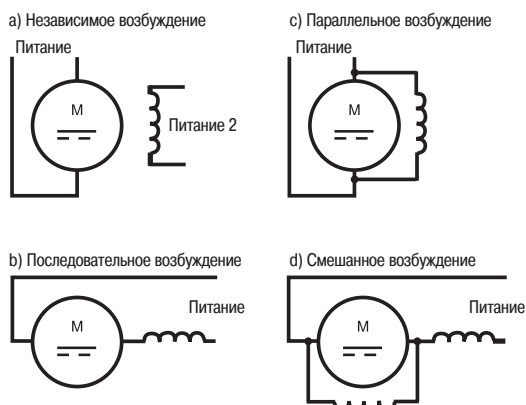 a) Независимое возбуждение
Питание
M
Питание 2
c) Параллельное возбуждение
Питание
M
b) Последовательное возбуждение
Питание
M
d) Смешанное возбуждение
Питание
M